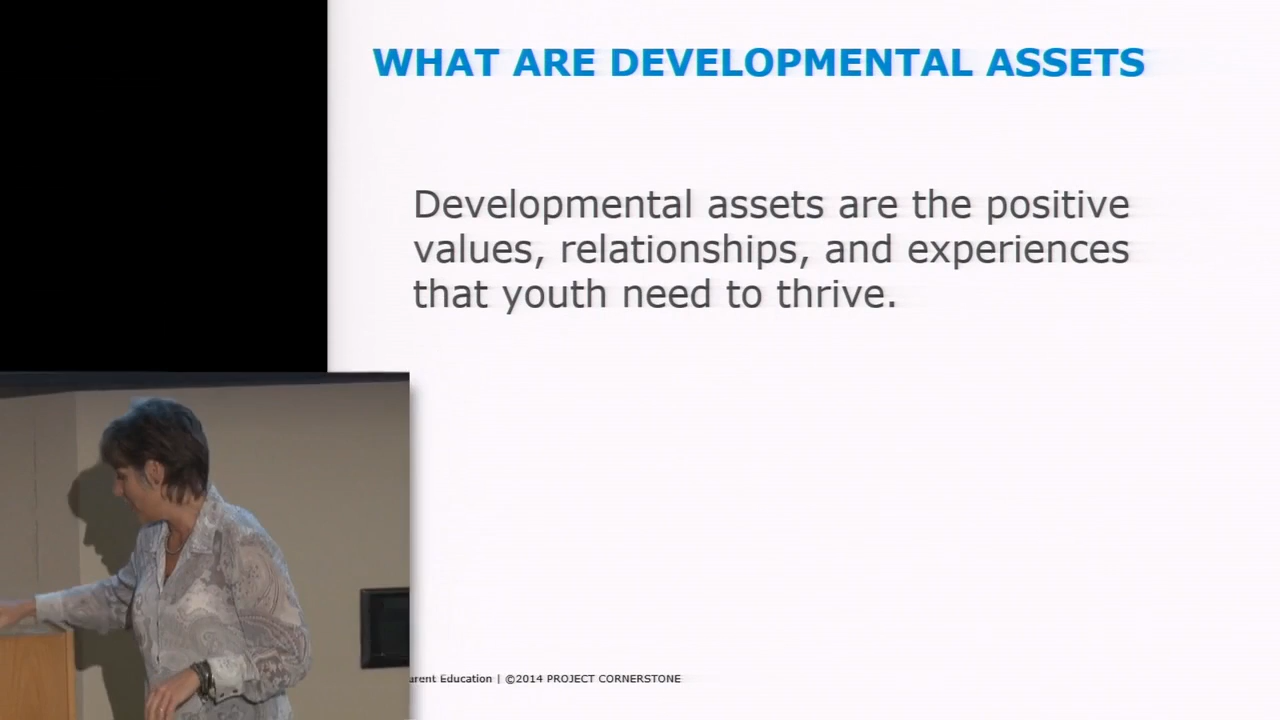 WHAT ARE DEVELOPMENTAL ASSETS
Developmental assets are the positive
values, relationships, and experiences
that youth need to thrive.
Education | ©2014 PROJECT CORNERSTONE